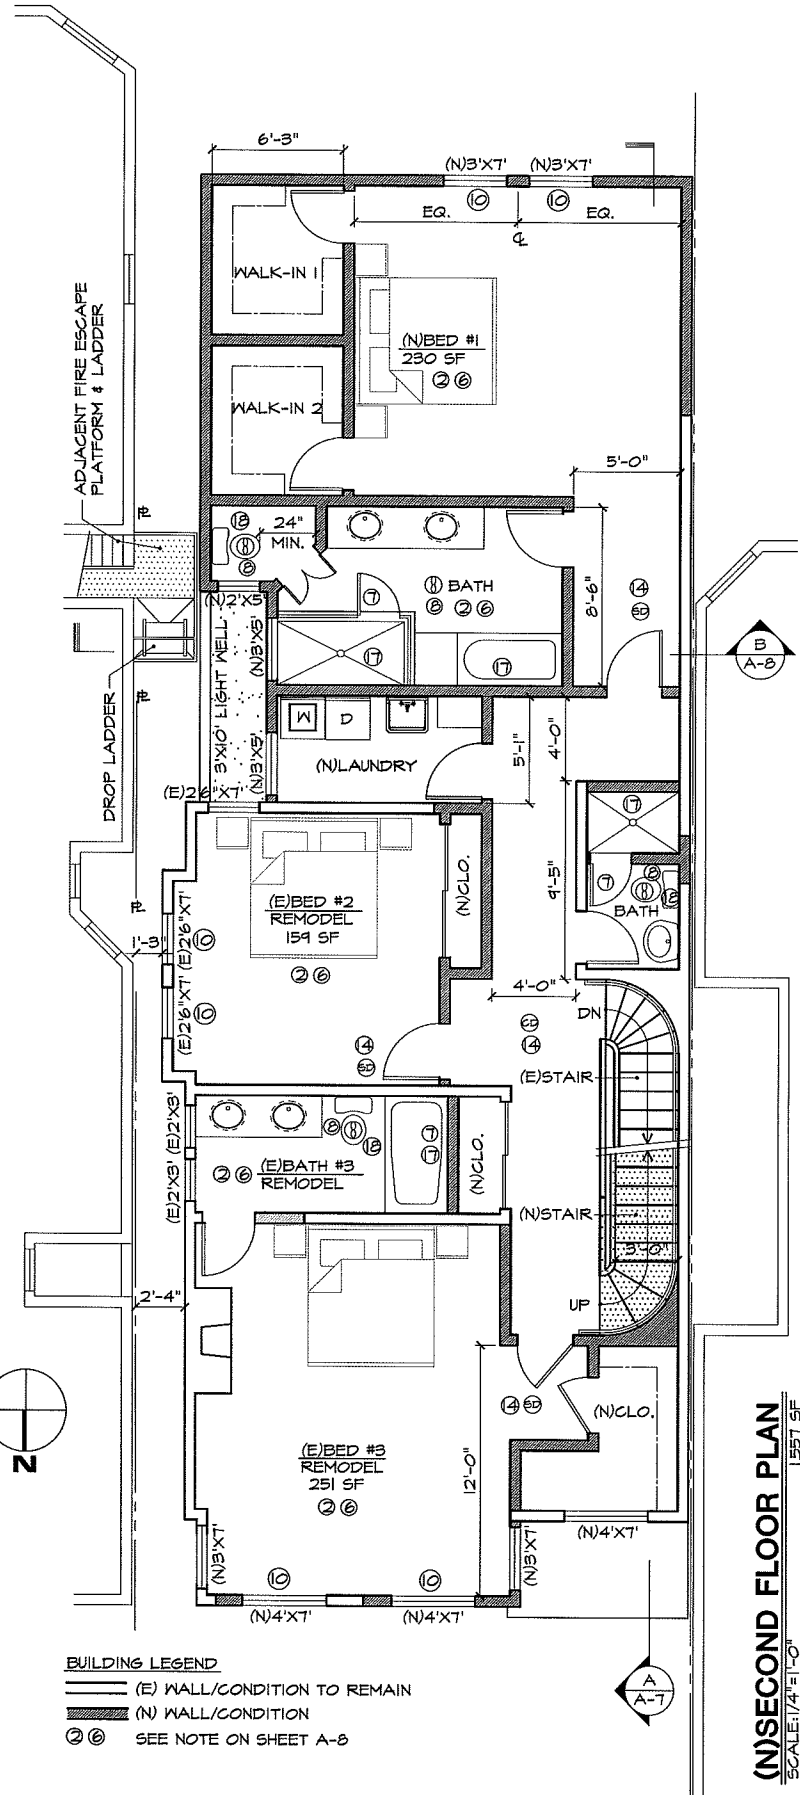 6'-3"
(N)3'X7'
(N)3'X7'
10
10
EQ.
EQ.
CL
WALK-IN 1
(N)BED #1
230 SF
2 6
ADJACENT FIRE ESCAPE
PLATFORM & LADDER
WALK-IN 2
5'-0"
PL
18
24"
MIN.
8
(N)2'X5'
8 BATH
8 2 6
7
8'-6"
14
SD
17
17
B
A-8
3'X10' LIGHT WELL
(N)3'X5'
(N)3'X5'
DROP LADDER
PL
W
D
(N)LAUNDRY
5'-1"
4'-0"
(E)2'6"X7'
17
7
8
8
18
BATH
9'-5"
(N)CLO.
(E)BED #2
REMODEL
159 SF
2 6
PL
1'-3"
(E)2'6"X7'
(E)2'6"X7'
10
10
4'-0"
DN
CD
14
14
SD
(E)STAIR
(E)2'X3'
(E)2'X3'
8
8
18
7
17
2 6
(E)BATH #3
REMODEL
(N)CLO.
(N)STAIR
3'-0"
UP
2'-4"
14 SD
(N)CLO.
12'-0"
(E)BED #3
REMODEL
251 SF
2 6
N
(N)3'X7'
10
10
(N)3'X7'
(N)4'X7'
(N)4'X7'
(N)4'X7'
A
A-7
BUILDING LEGEND
(E) WALL/CONDITION TO REMAIN
(N) WALL/CONDITION
2 6 SEE NOTE ON SHEET A-8
(N)SECOND FLOOR PLAN
SCALE:1/4"=1'-0"
1557 SF